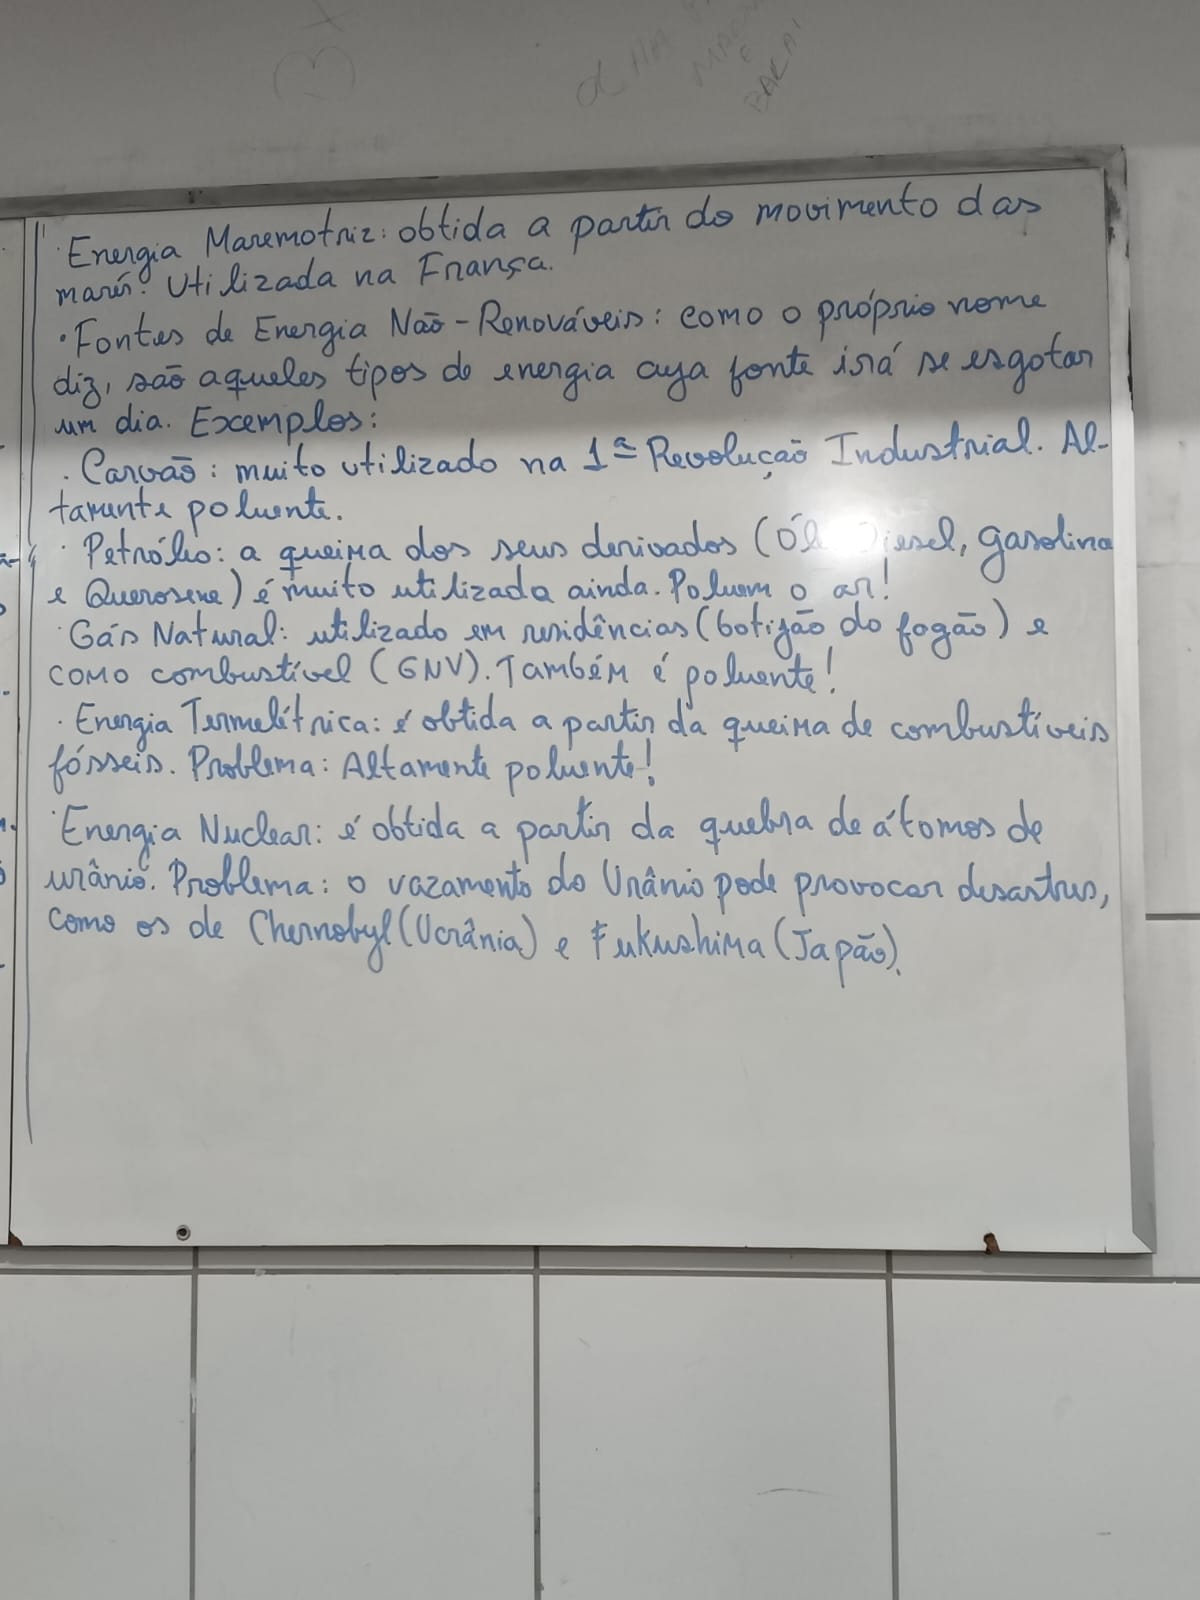 · Energia Maremotriz: obtida a partir do movimento das
marés. Utilizada na França.
· Fontes de Energia Não-Renováveis: como o próprio nome
diz, são aqueles tipos de energia cuja fonte irá se esgotar
um dia. Exemplos:
· Carvão: muito utilizado na 1ª Revolução Industrial. Al-
tamente poluente.
· Petróleo: a queima dos seus derivados (Diesel, gasolina
e Querosene) é muito utilizada ainda. Poluem o ar!
· Gás Natural: utilizado em residências (botijão do fogão) e
como combustível (GNV). Também é poluente!
· Energia Termelétrica: é obtida a partir da queima de combustíveis
fósseis. Problema: Altamente poluente!
· Energia Nuclear: é obtida a partir da quebra de átomos de
urânio. Problema: o vazamento do Urânio pode provocar desastres,
como os de Chernobyl (Ucrânia) e Fukushima (Japão).